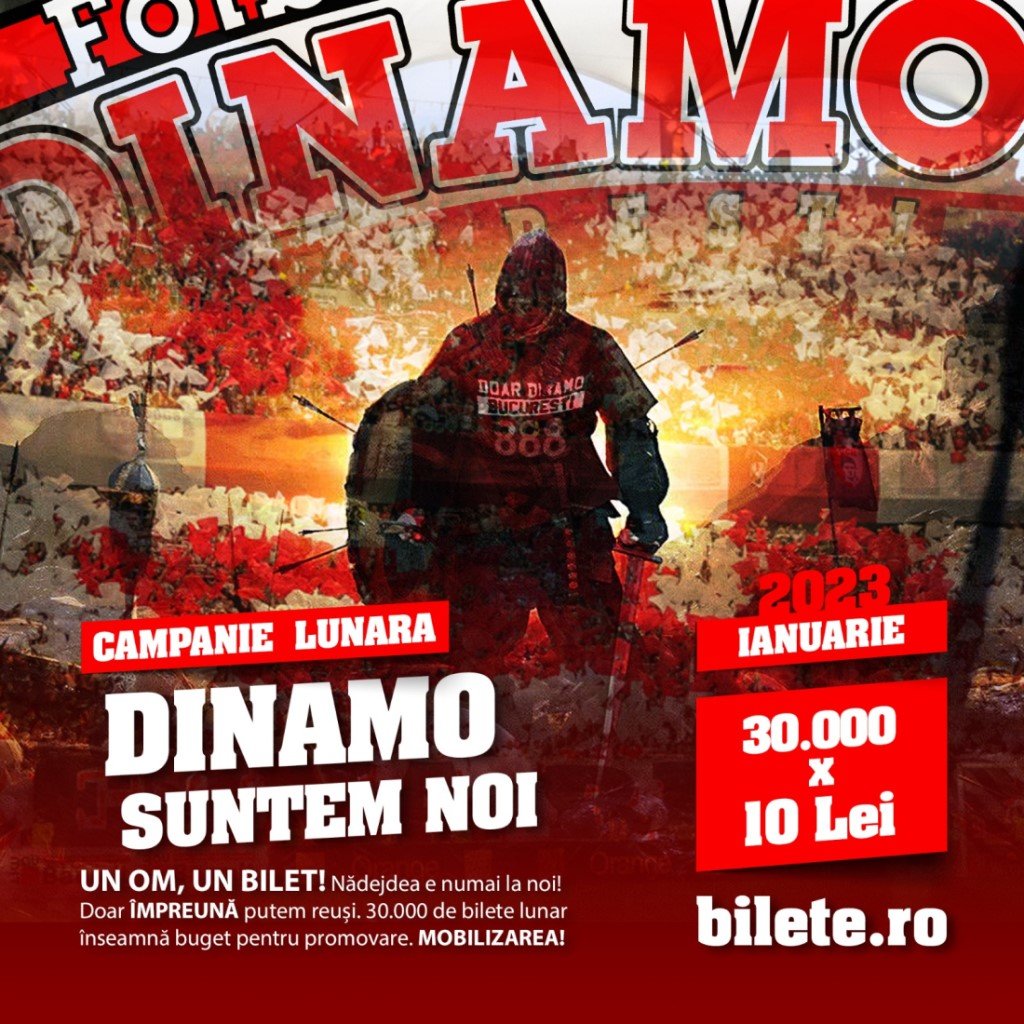 DINAMO
DOAR DINAMO
BUCURESTI
888
CAMPANIE LUNARA
DINAMO
SUNTEM NOI
UN OM, UN BILET! Nădejdea e numai la noi!
Doar ÎMPREUNĂ putem reuși. 30.000 de bilete lunar
înseamnă buget pentru promovare. MOBILIZAREA!
2023
IANUARIE
30.000
x
10 Lei
bilete.ro